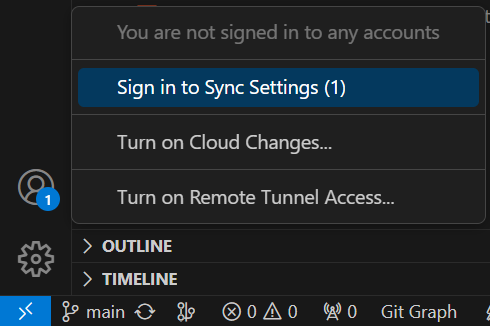 You are not signed in to any accounts
Sign in to Sync Settings (1)
Turn on Cloud Changes...
1
Turn on Remote Tunnel Access...
OUTLINE
TIMELINE
main 0 0 0 Git Graph